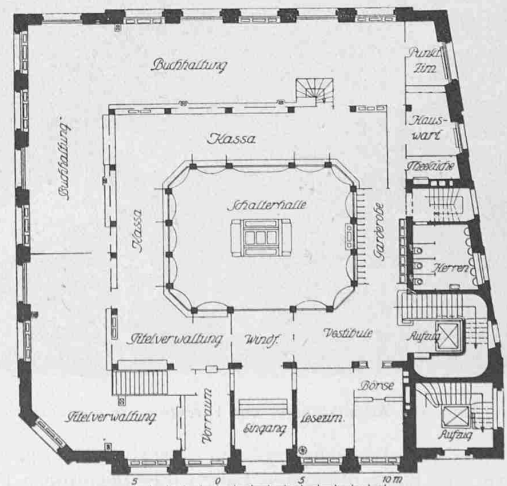 Buchhaltung
Punkt.
Zim.
Haus-
wart
Kassa
Theeküche
Buchhaltung
Schalterhalle
Kassa
Garderobe
Herren
Titelverwaltung
Windf.
Vestibule
Aufzug
Börse
Titelverwaltung
Vorraum
Eingang
Lesezim.
Aufzug
5 0 5 10 m